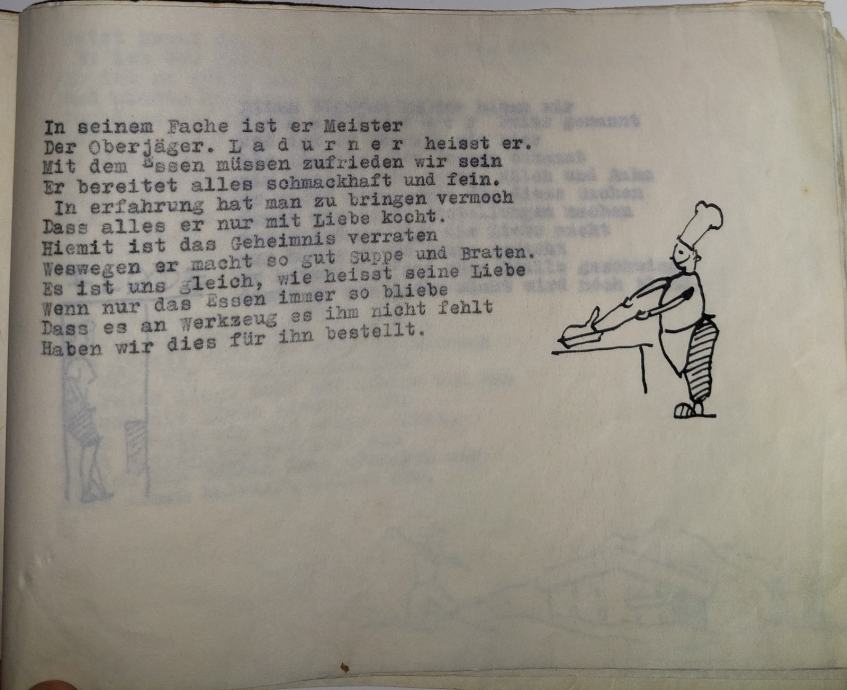 In seinem Fache ist er Meister
Der Oberjäger. L a d u r n e r heisst er.
Mit dem Essen müssen zufrieden wir sein
Er bereitet alles schmackhaft und fein.
In erfahrung hat man zu bringen vermoch
Dass alles er nur mit Liebe kocht.
Hiemit ist das Geheimnis verraten
Weswegen er macht so gut Suppe und Braten.
Es ist uns gleich, wie heisst seine Liebe
Wenn nur das Essen immer so bliebe
Dass es an Werkzeug es ihm nicht fehlt
Haben wir dies für ihn bestellt.